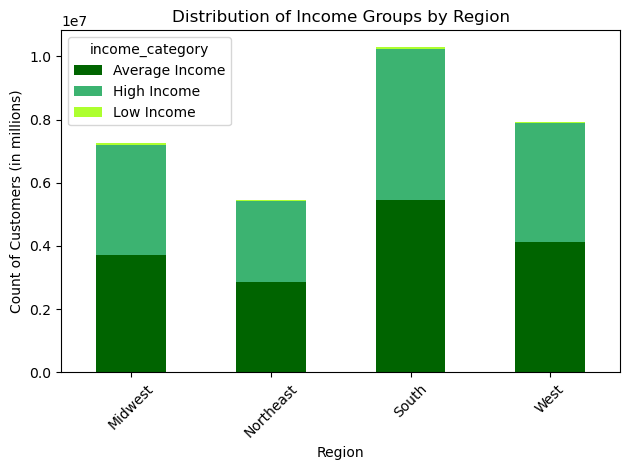 Distribution of Income Groups by Region
1e7
income_category
Average Income
High Income
Low Income
1.0
0.8
0.6
0.4
0.2
0.0
Count of Customers (in millions)
Midwest
Northeast
South
West
Region